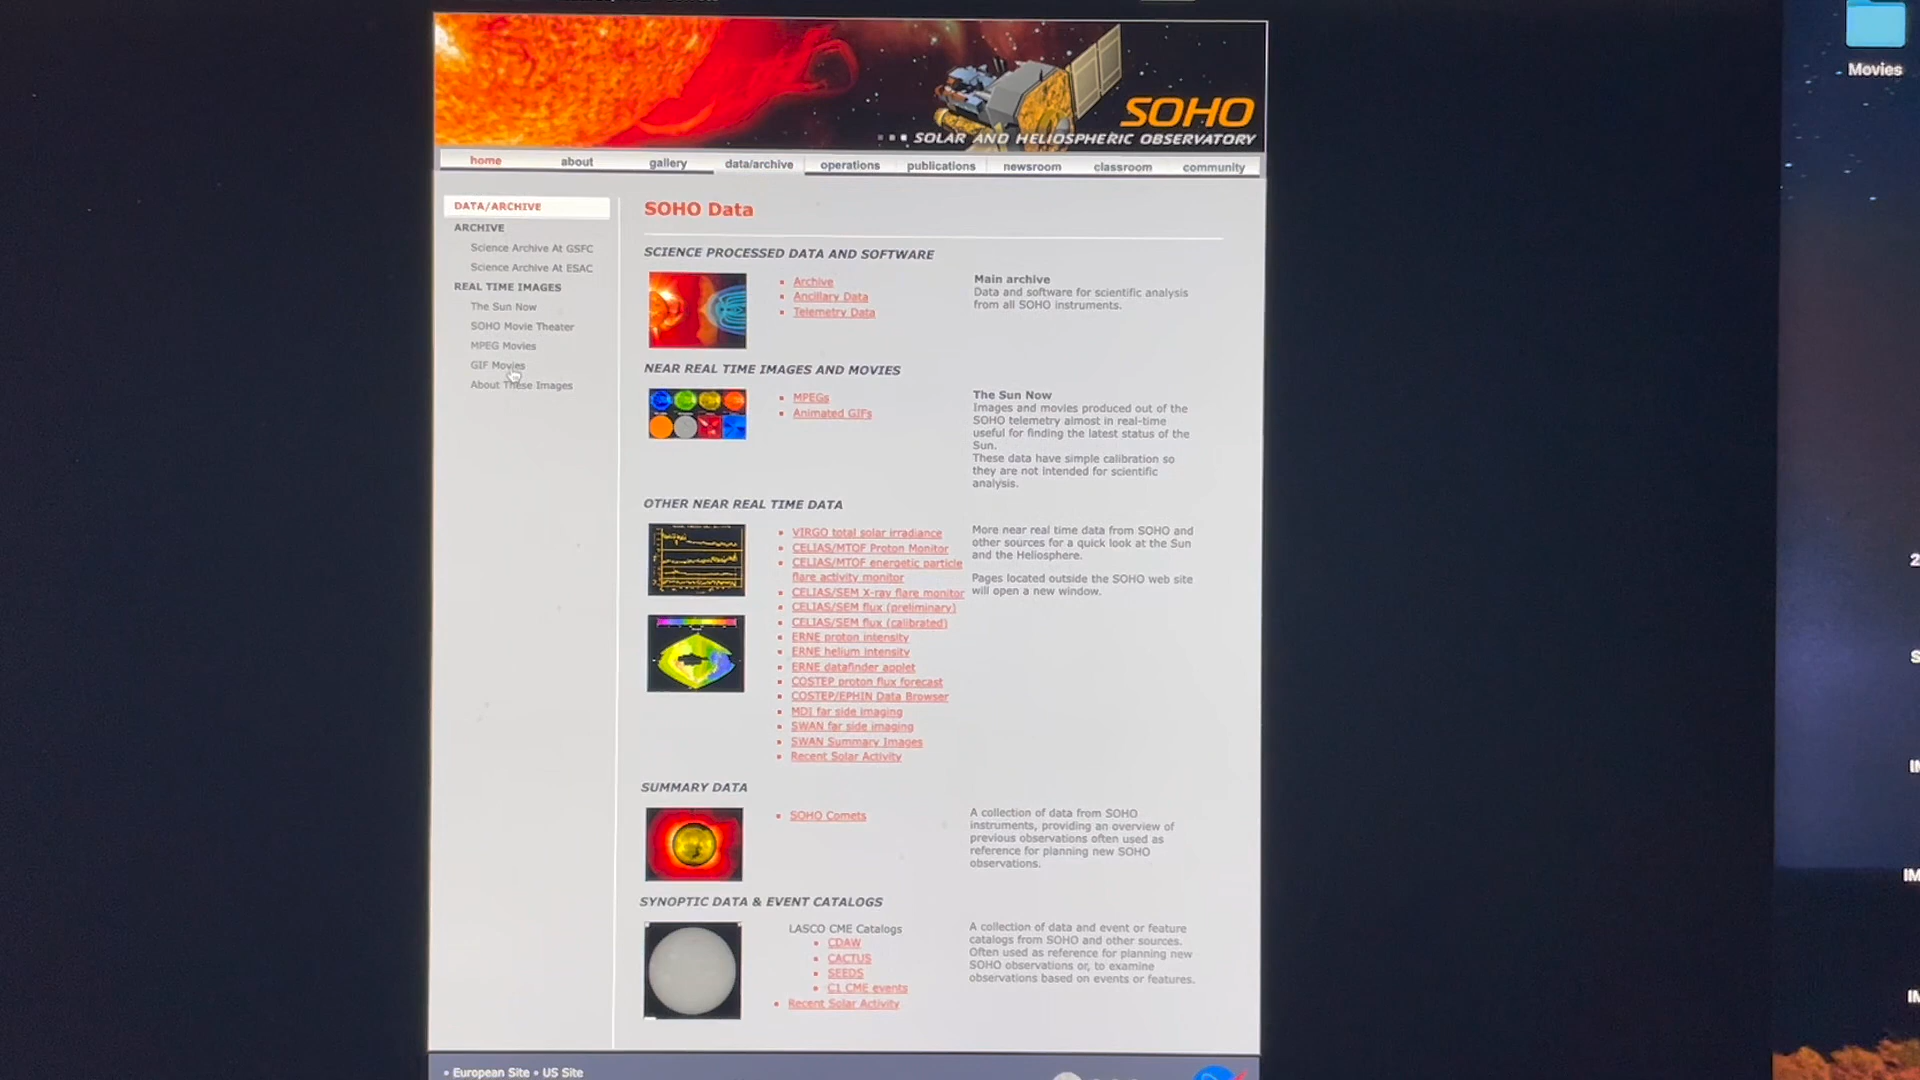 Movies
SOHO
SOLAR AND HELIOSPHERIC OBSERVATORY
home about gallery data/archive operations publications newsroom classroom community
DATA/ARCHIVE
ARCHIVE
Science Archive At GSFC
Science Archive At ESAC
REAL TIME IMAGES
The Sun Now
SOHO Movie Theater
MPEG Movies
GIF Movies
About These Images
SOHO Data
SCIENCE PROCESSED DATA AND SOFTWARE
Archive
Ancillary Data
Telemetry Data
Main archive
Data and software for scientific analysis
from all SOHO instruments.
NEAR REAL TIME IMAGES AND MOVIES
MPEGs
Animated GIFs
The Sun Now
Images and movies produced out of the
SOHO telemetry almost in real-time
useful for finding the latest status of the
Sun.
These data have simple calibration so
they are not intended for scientific
analysis.
OTHER NEAR REAL TIME DATA
VIRGO total solar irradiance
CELIAS/MTOF Proton Monitor
CELIAS/MTOF energetic particle
flare activity monitor
CELIAS/SEM X-ray flare monitor
CELIAS/SEM flux (preliminary)
CELIAS/SEM flux (calibrated)
ERNE proton intensity
ERNE helium intensity
ERNE datafinder applet
COSTEP proton flux forecast
COSTEP/EPHIN Data Browser
MDI far side imaging
SWAN far side imaging
SWAN Summary Images
Recent Solar Activity
More near real time data from SOHO and
other sources for a quick look at the Sun
and the Heliosphere.
Pages located outside the SOHO web site
will open a new window.
SUMMARY DATA
SOHO Comets
A collection of data from SOHO
instruments, providing an overview of
previous observations often used as
reference for planning new SOHO
observations.
SYNOPTIC DATA & EVENT CATALOGS
LASCO CME Catalogs
CDAW
CACTUS
SEEDS
C1 CME events
Recent Solar Activity
A collection of data and event or feature
catalogs from SOHO and other sources.
Often used as reference for planning new
SOHO observations or, to examine
observations based on events or features.
• European Site • US Site